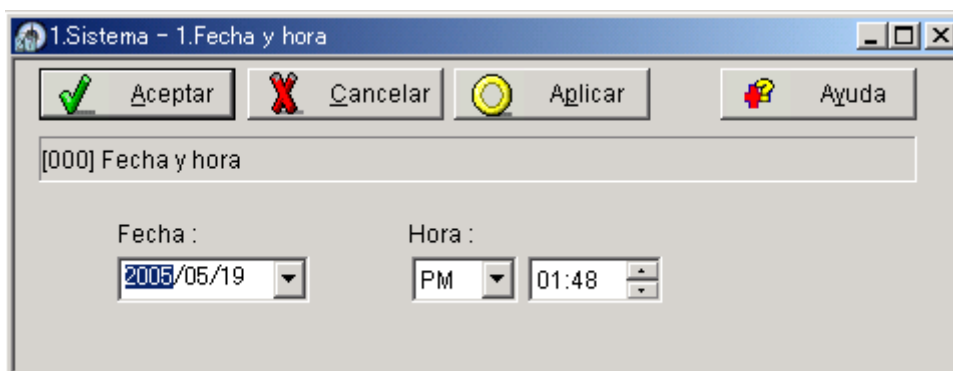 1.Sistema - 1.Fecha y hora
Aceptar Cancelar Aplicar Ayuda
[000] Fecha y hora
Fecha : Hora :
2005/05/19 PM 01:48